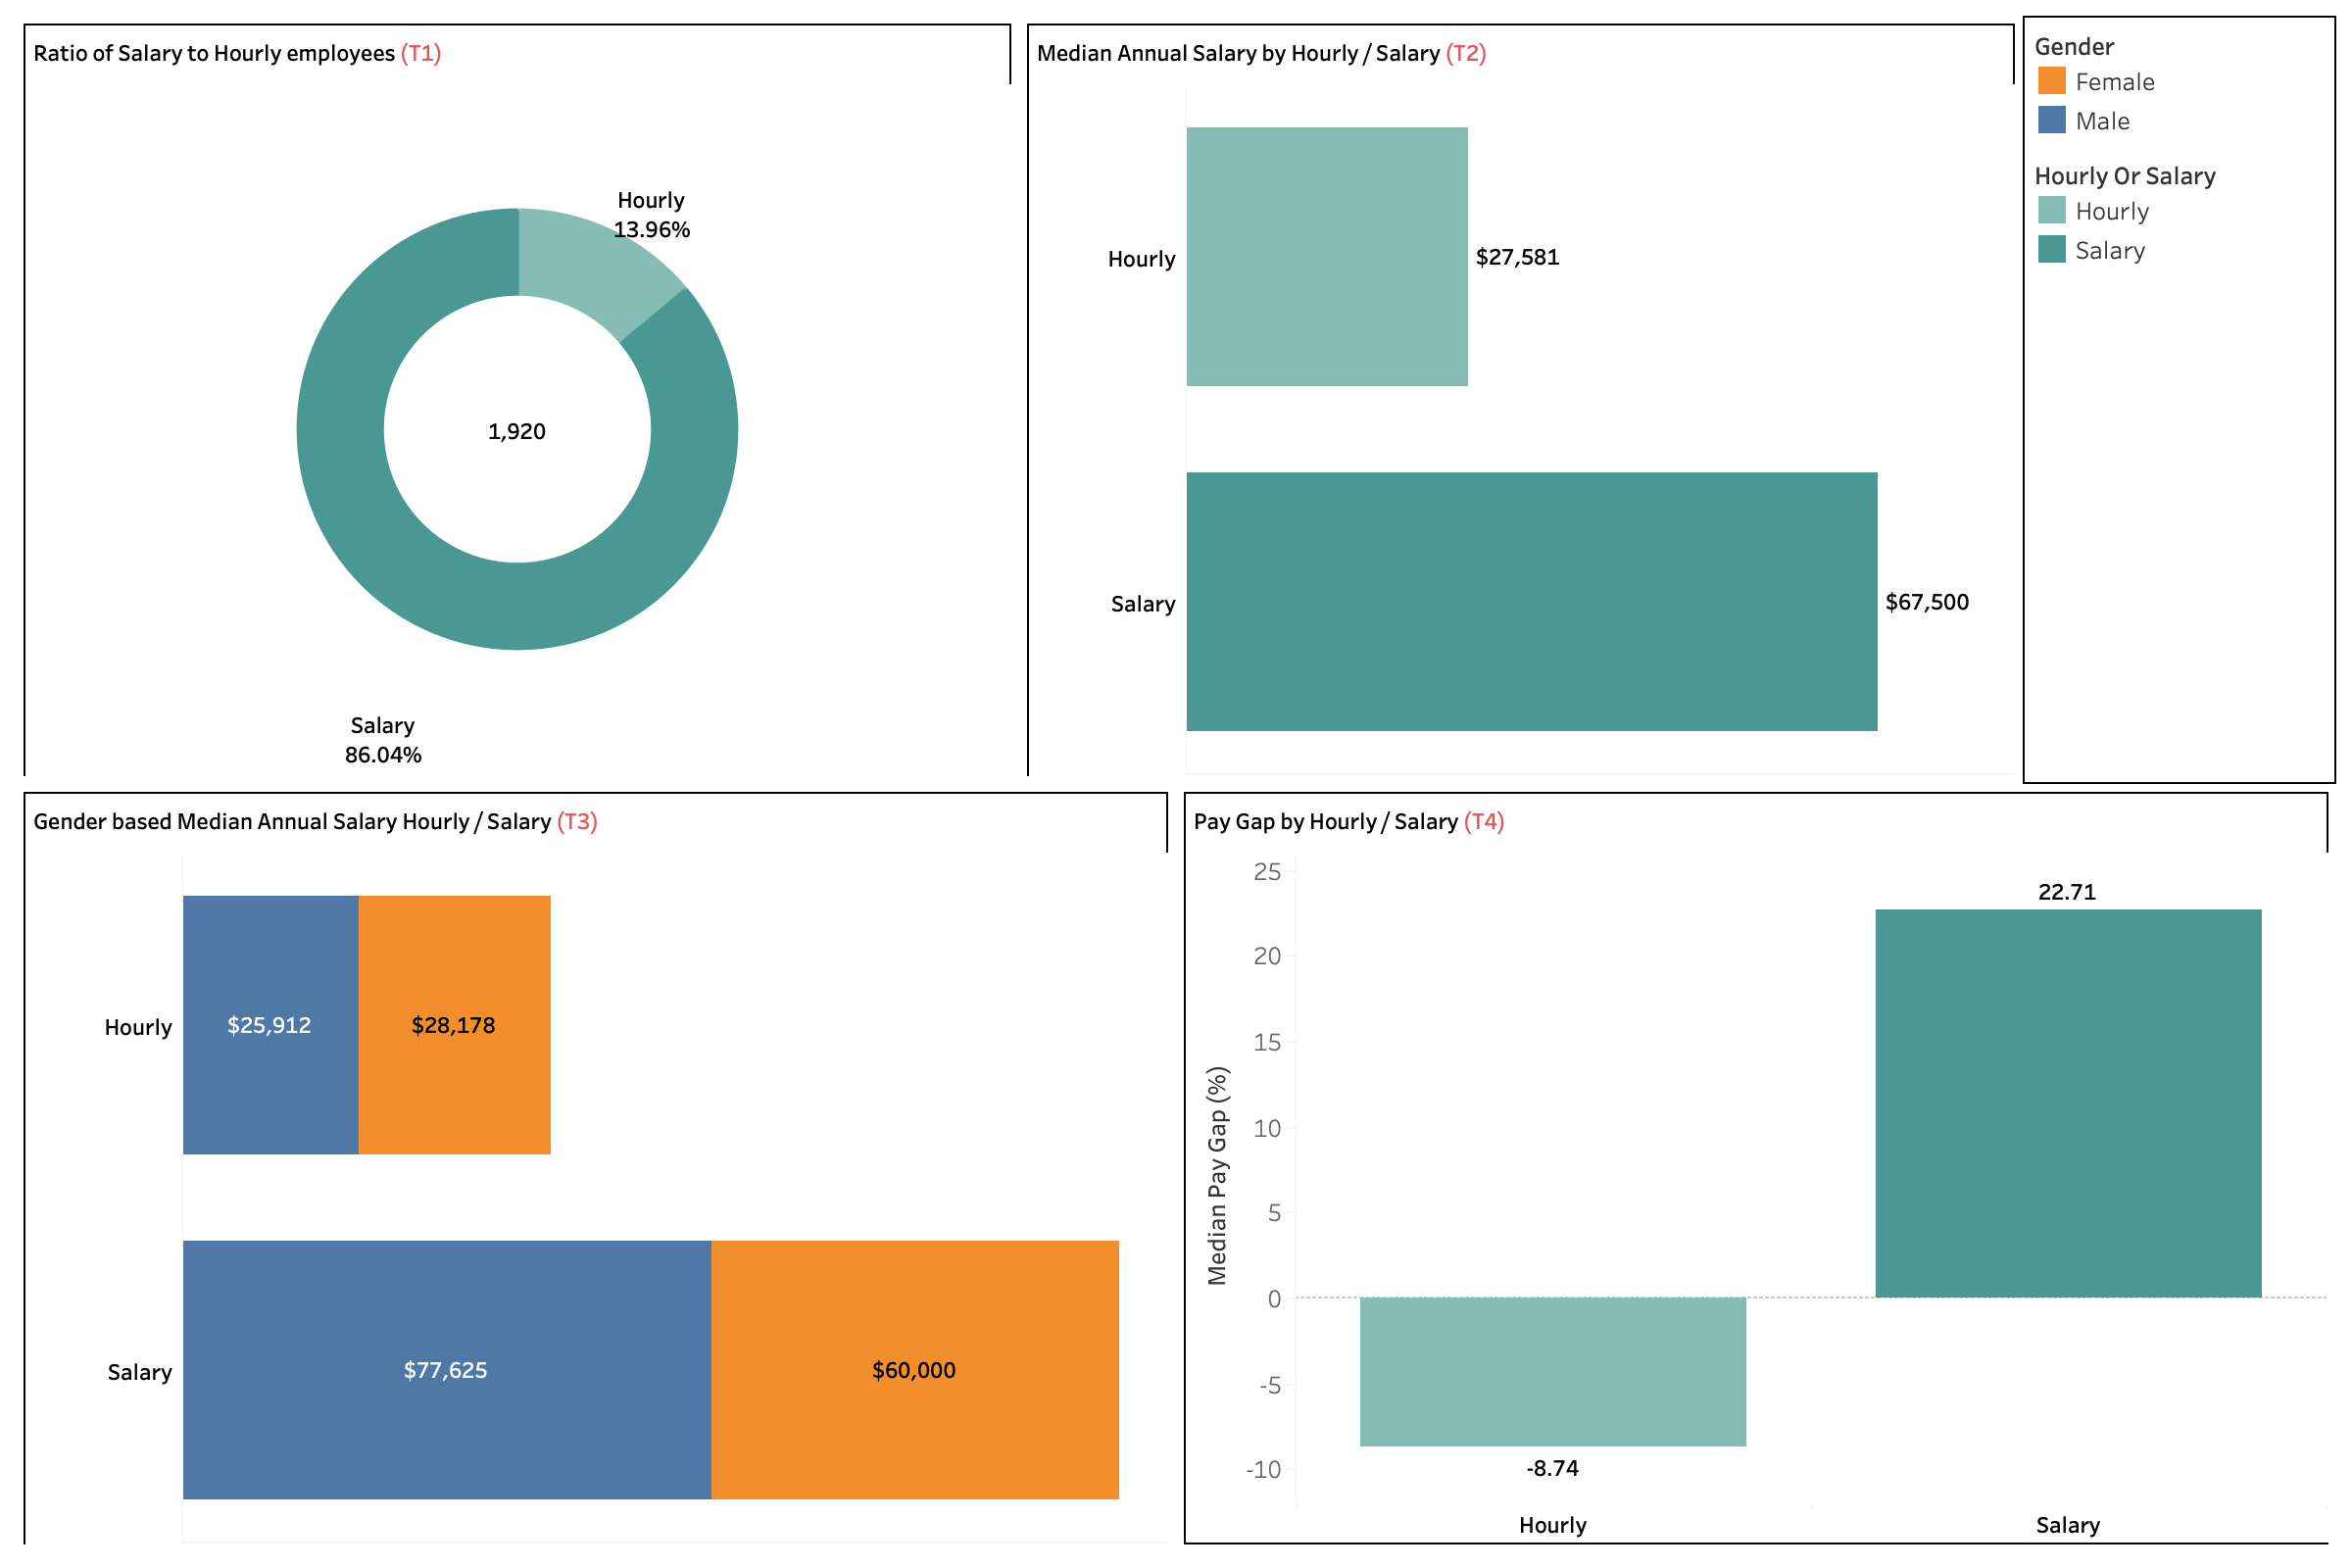 Ratio of Salary to Hourly employees (T1)
Hourly
13.96%
1,920
Salary
86.04%
Median Annual Salary by Hourly / Salary (T2)
Hourly
$27,581
Salary
$67,500
Gender
Female
Male
Hourly Or Salary
Hourly
Salary
Gender based Median Annual Salary Hourly / Salary (T3)
Hourly
$25,912
$28,178
Salary
$77,625
$60,000
Pay Gap by Hourly / Salary (T4)
Median Pay Gap (%)
25
20
15
10
5
0
-5
-10
22.71
-8.74
Hourly
Salary